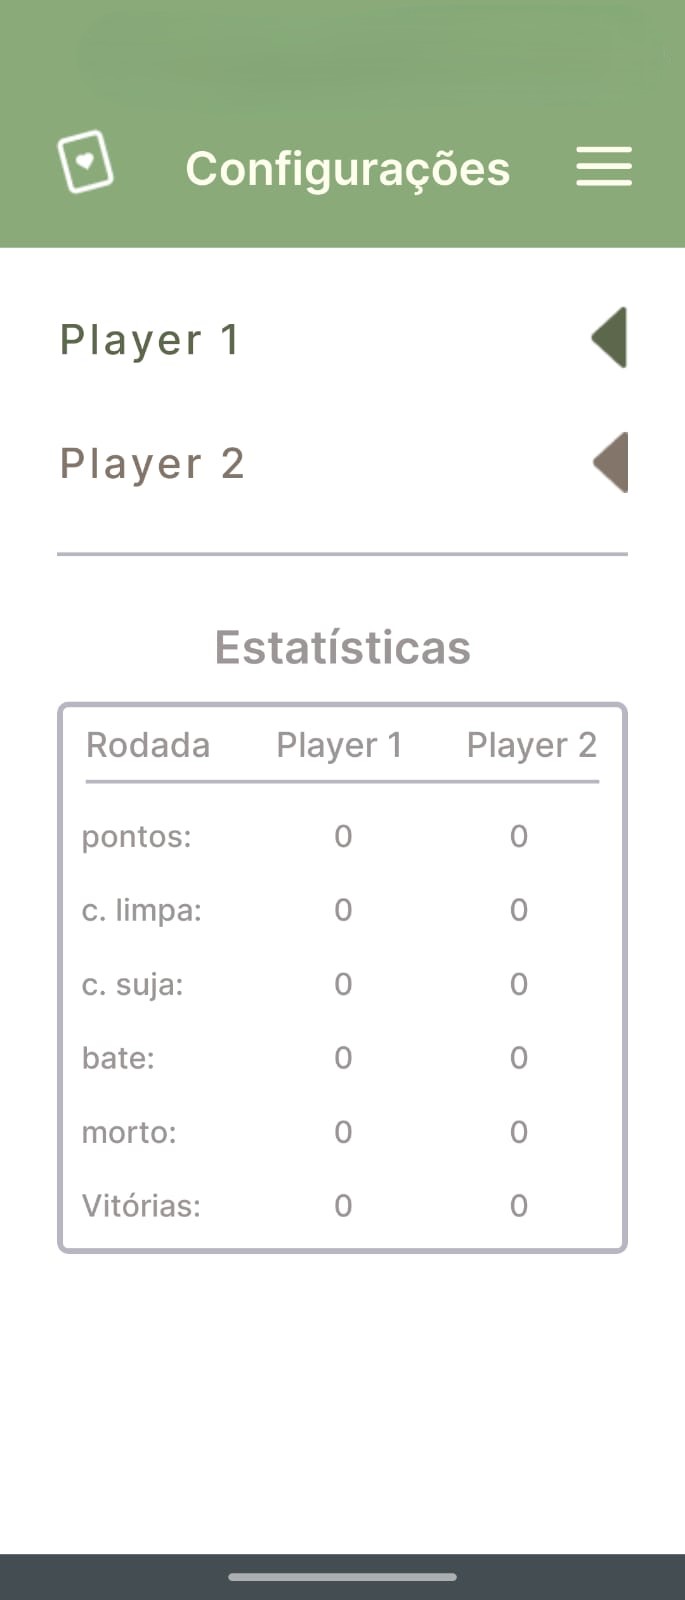 Configurações
Player 1
Player 2
Estatísticas
Rodada Player 1 Player 2
pontos: 0 0
c. limpa: 0 0
c. suja: 0 0
bate: 0 0
morto: 0 0
Vitórias: 0 0